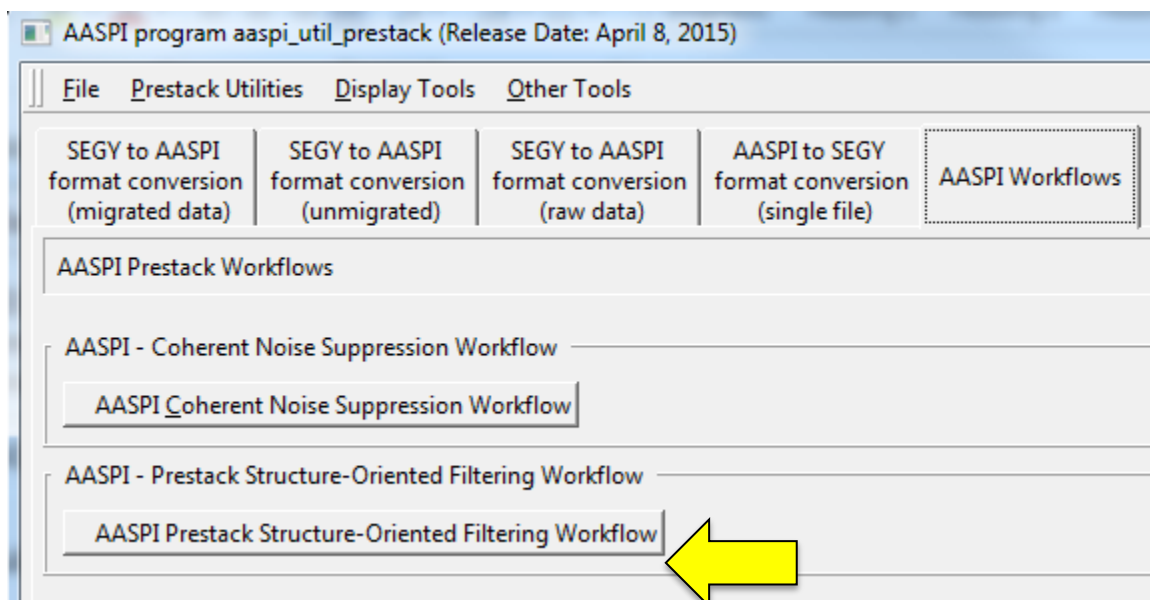 AASPI program aaspi_util_prestack (Release Date: April 8, 2015)
File Prestack Utilities Display Tools Other Tools
SEGY to AASPI
format conversion
(migrated data)
SEGY to AASPI
format conversion
(unmigrated)
SEGY to AASPI
format conversion
(raw data)
AASPI to SEGY
format conversion
(single file)
AASPI Workflows
AASPI Prestack Workflows
AASPI - Coherent Noise Suppression Workflow
AASPI Coherent Noise Suppression Workflow
AASPI - Prestack Structure-Oriented Filtering Workflow
AASPI Prestack Structure-Oriented Filtering Workflow